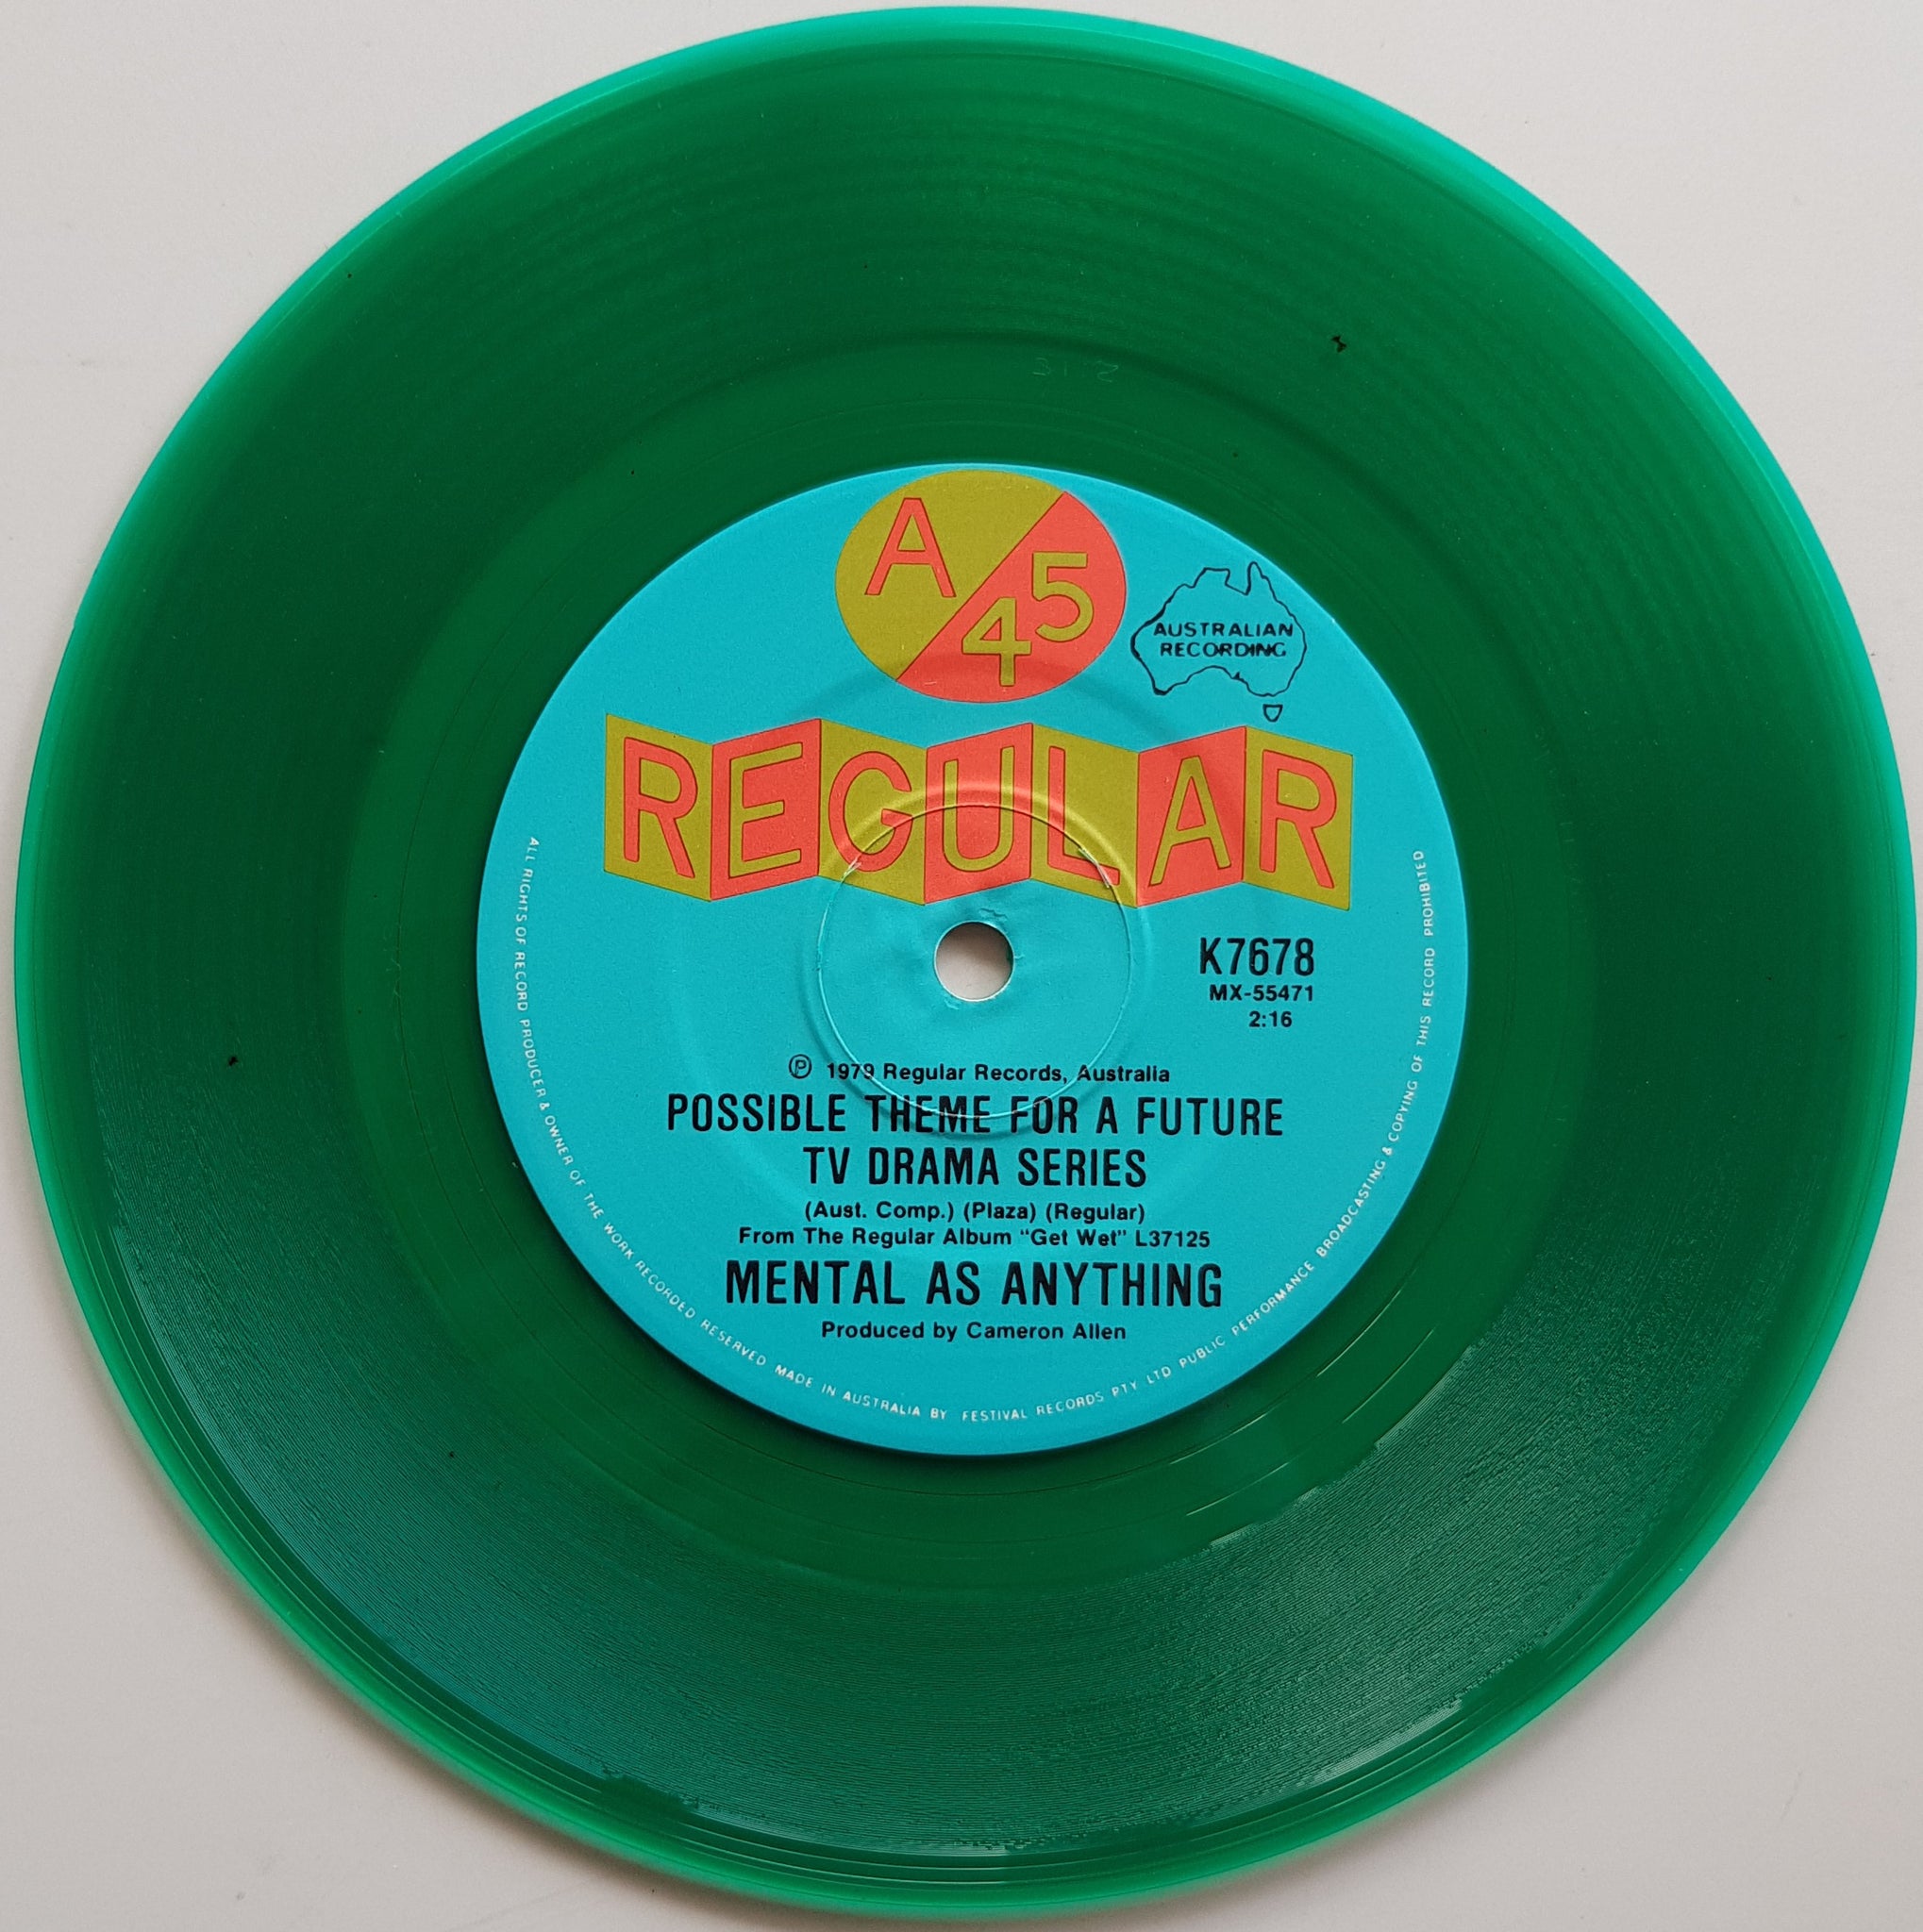 A
45
AUSTRALIAN
RECORDING
REGULAR
K7678
MX-55471
2:16
Ⓟ 1979 Regular Records, Australia
POSSIBLE THEME FOR A FUTURE
TV DRAMA SERIES
(Aust. Comp.) (Plaza) (Regular)
From The Regular Album "Get Wet" L37125
MENTAL AS ANYTHING
Produced by Cameron Allen
ALL RIGHTS OF RECORD PRODUCER & OWNER OF THE WORK RECORDED RESERVED MADE IN AUSTRALIA BY FESTIVAL RECORDS PTY LTD PUBLIC PERFORMANCE BROADCASTING & COPYING OF THIS RECORD PROHIBITED